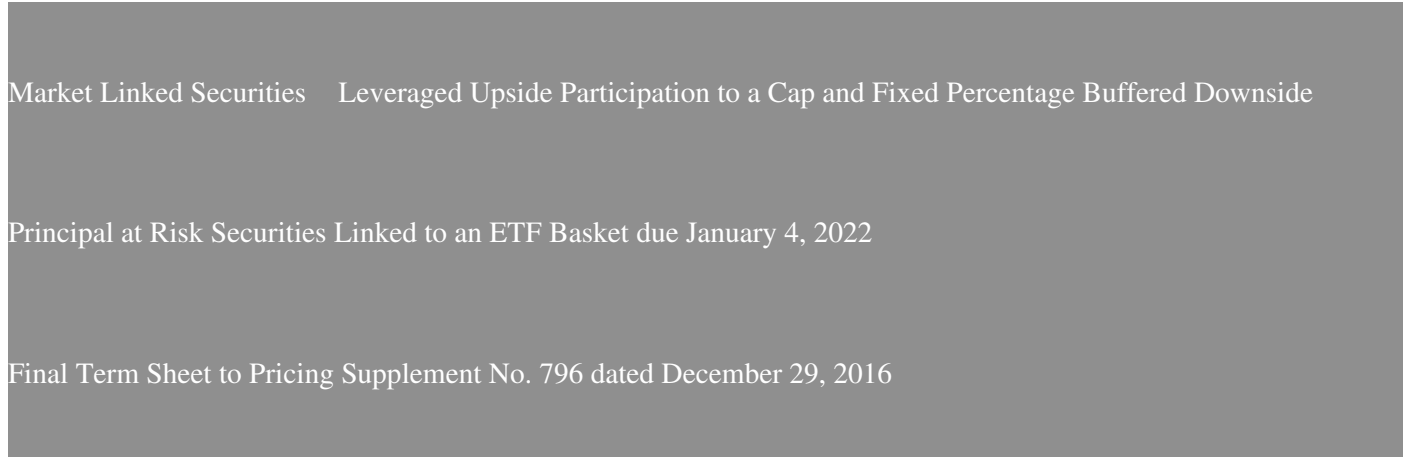 Market Linked Securities Leveraged Upside Participation to a Cap and Fixed Percentage Buffered Downside
Principal at Risk Securities Linked to an ETF Basket due January 4, 2022
Final Term Sheet to Pricing Supplement No. 796 dated December 29, 2016